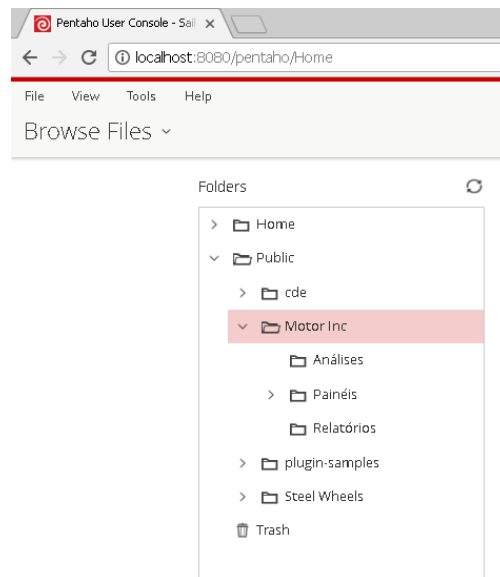 Pentaho User Console - Sai
localhost:8080/pentaho/Home
File View Tools Help
Browse Files
Folders
Home
Public
cde
Motor Inc
Análises
Painéis
Relatórios
plugin-samples
Steel Wheels
Trash